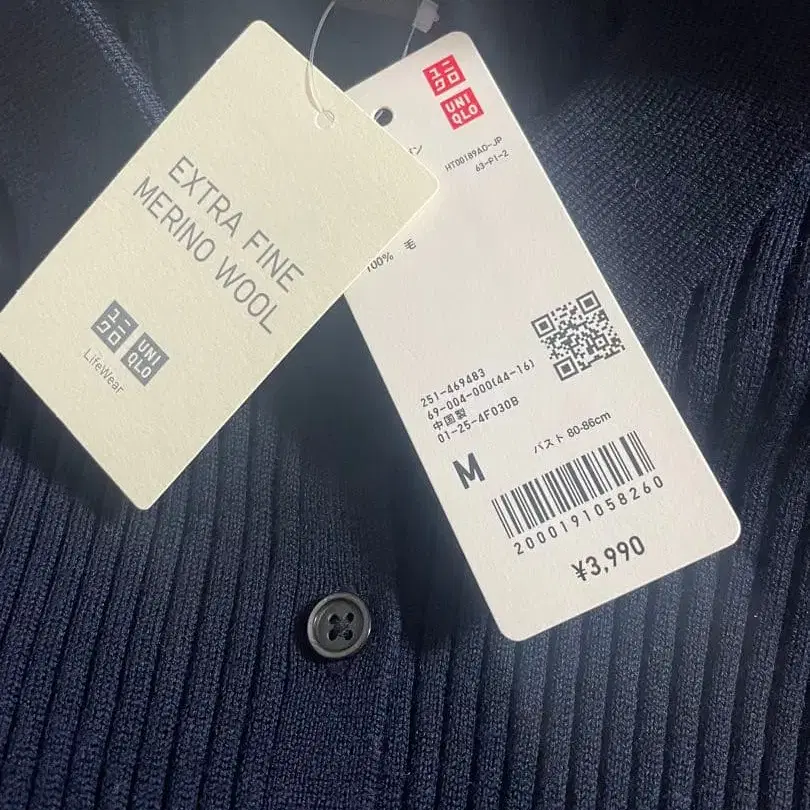 EXTRA FINE
MERINO WOOL
ユニ
クロ
UNI
QLO
LifeWear
ユニ
クロ
UNI
QLO
HT00189AD-JP
63-P1-2
100% 毛
251-469483
69-004-000(44-16)
中国製
01-25-4F030B
M
バスト 80-86cm
2000191058260
¥3,990